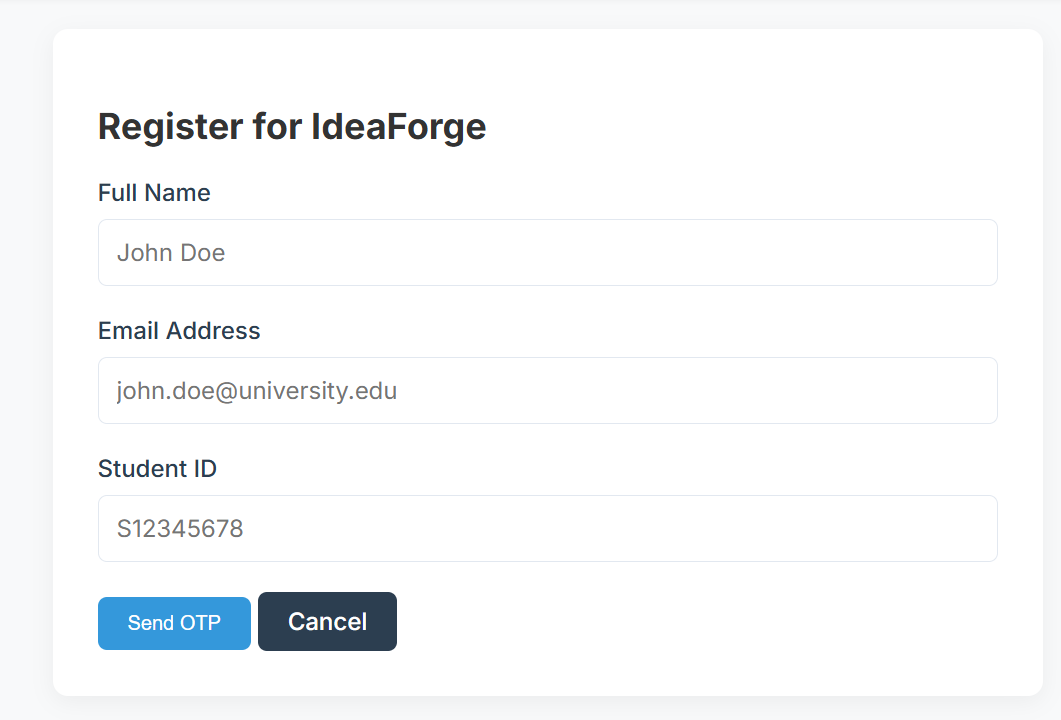 Register for IdeaForge
Full Name
John Doe
Email Address
john.doe@university.edu
Student ID
S12345678
Send OTP Cancel